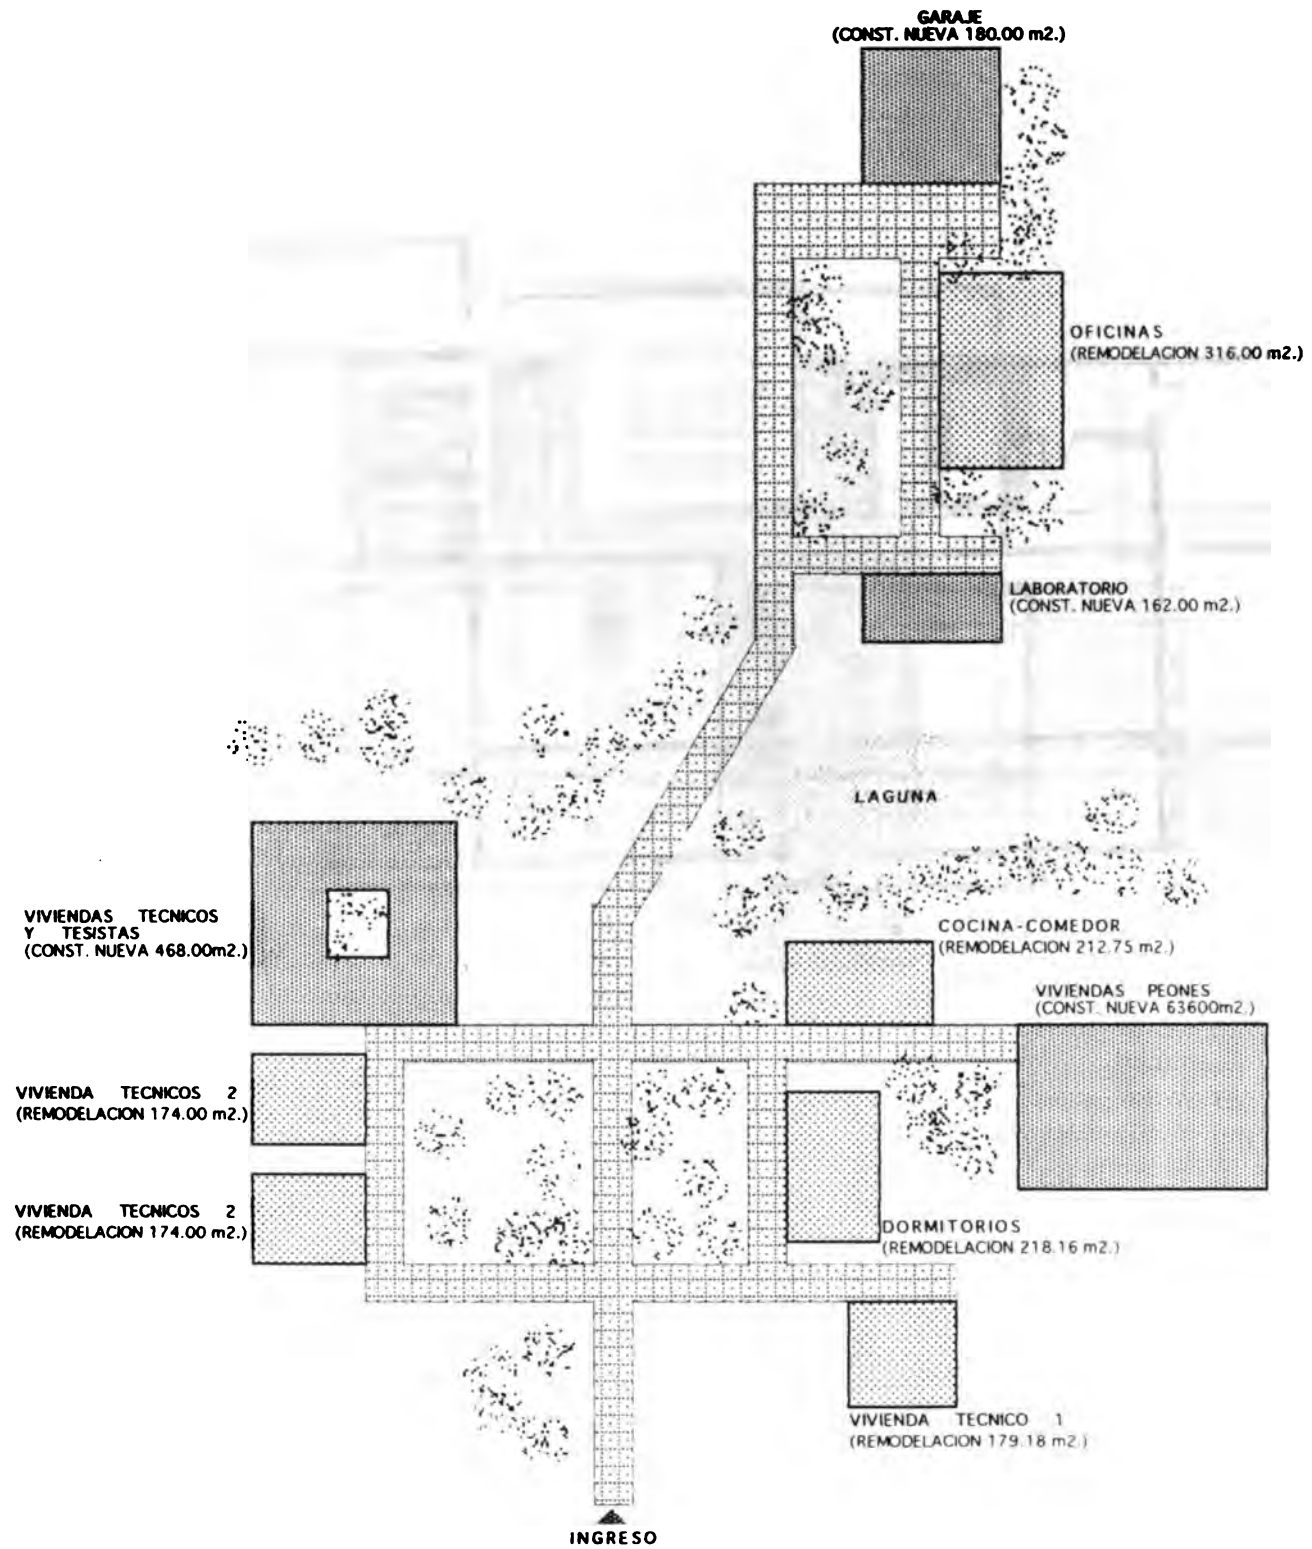 GARAJE
(CONST. NUEVA 180.00 m2.)
OFICINAS
(REMODELACION 316.00 m2.)
LABORATORIO
(CONST. NUEVA 162.00 m2.)
LAGUNA
VIVIENDAS TECNICOS
Y TESISTAS
(CONST. NUEVA 468.00m2.)
COCINA-COMEDOR
(REMODELACION 212.75 m2.)
VIVIENDAS PEONES
(CONST. NUEVA 63600m2.)
VIVIENDA TECNICOS 2
(REMODELACION 174.00 m2.)
VIVIENDA TECNICOS 2
(REMODELACION 174.00 m2.)
DORMITORIOS
(REMODELACION 218.16 m2.)
VIVIENDA TECNICO 1
(REMODELACION 179.18 m2.)
INGRESO